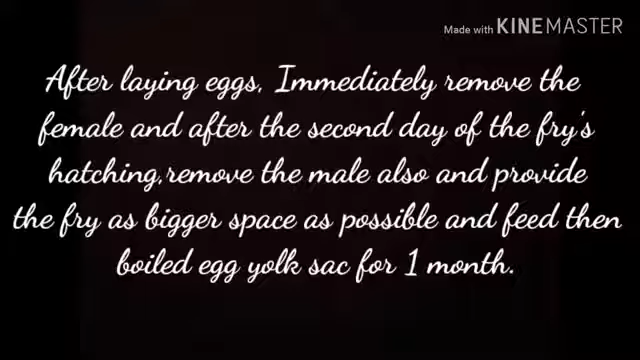 Made with KINEMASTER
After laying eggs, Immediately remove the
female and after the second day of the fry's
hatching,remove the male also and provide
the fry as bigger space as possible and feed then
boiled egg yolk sac for 1 month.